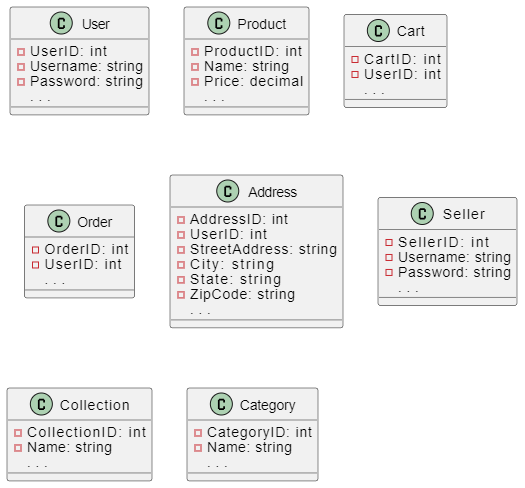 C User
UserID: int
Username: string
Password: string
. . .
C Product
ProductID: int
Name: string
Price: decimal
. . .
C Cart
CartID: int
UserID: int
. . .
C Order
OrderID: int
UserID: int
. . .
C Address
AddressID: int
UserID: int
StreetAddress: string
City: string
State: string
ZipCode: string
. . .
C Seller
SellerID: int
Username: string
Password: string
. . .
C Collection
CollectionID: int
Name: string
. . .
C Category
CategoryID: int
Name: string
. . .